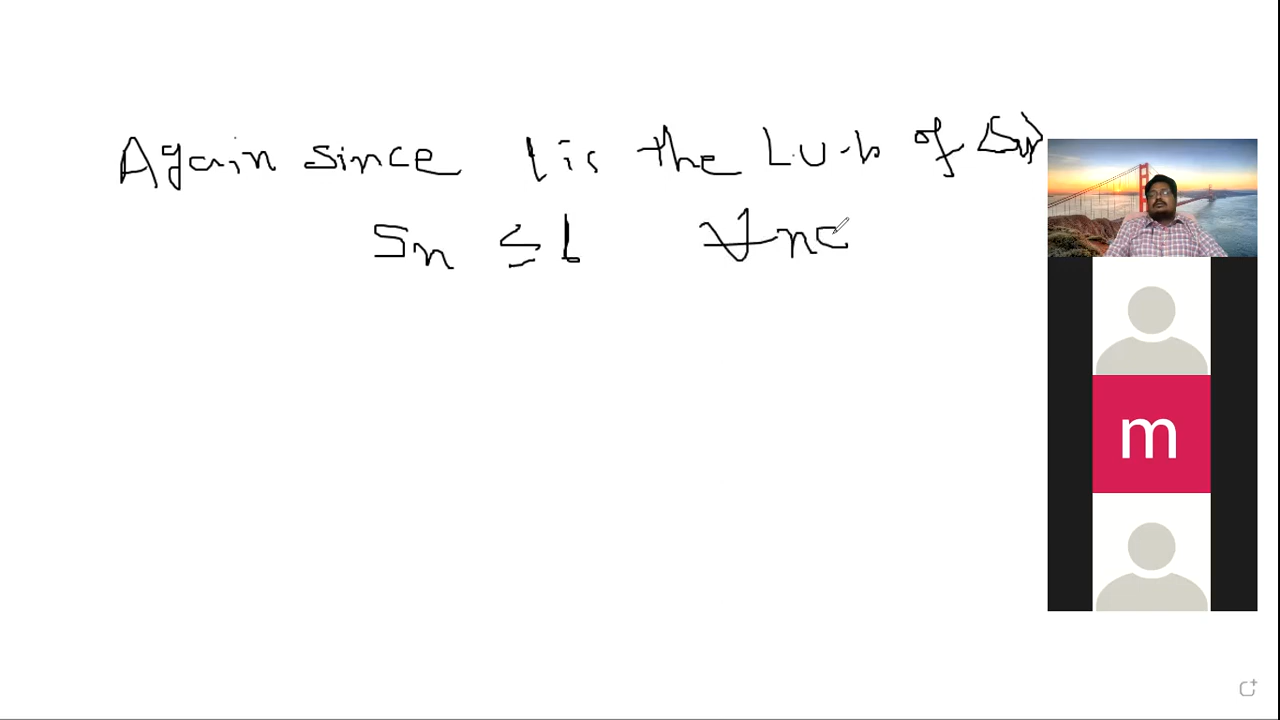 Again since l is the L.U.b of <Sn>
Sn ≤ l ∀n∈
m